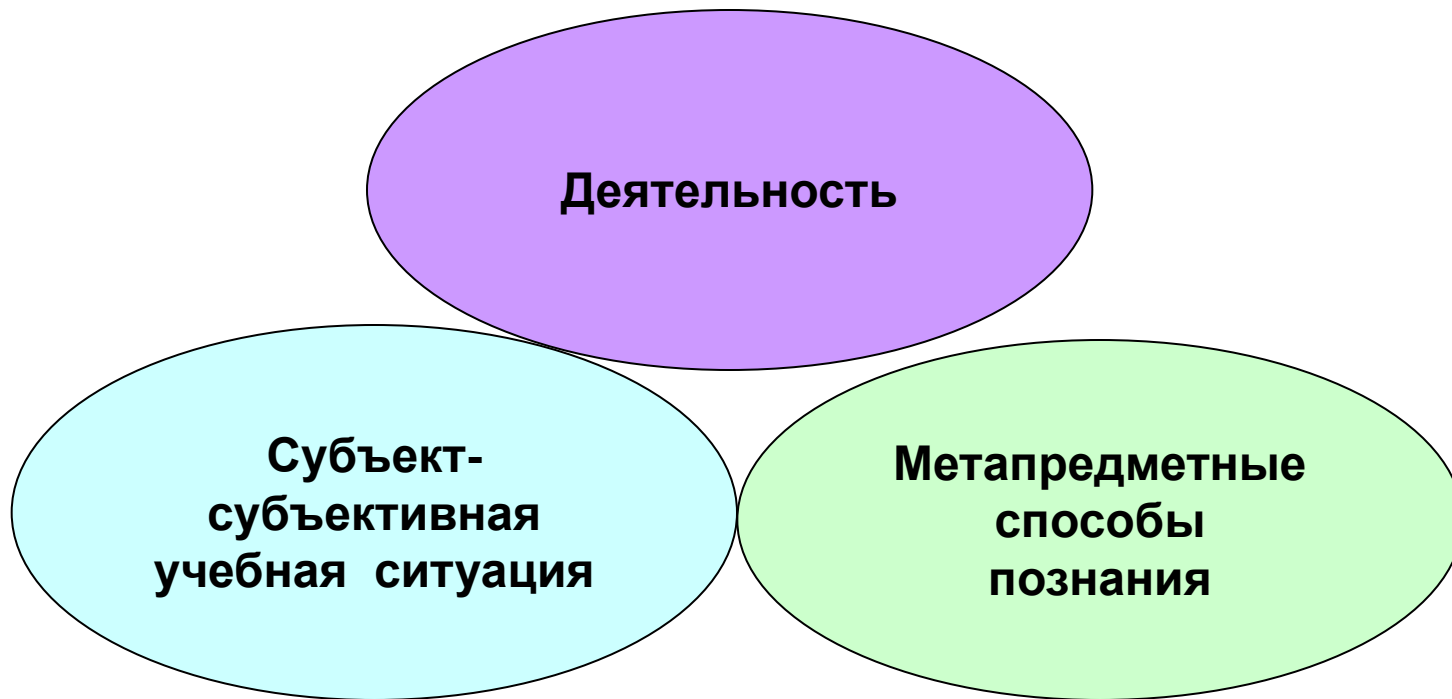 Деятельность
Субъект-
субъективная
учебная ситуация
Метапредметные
способы
познания